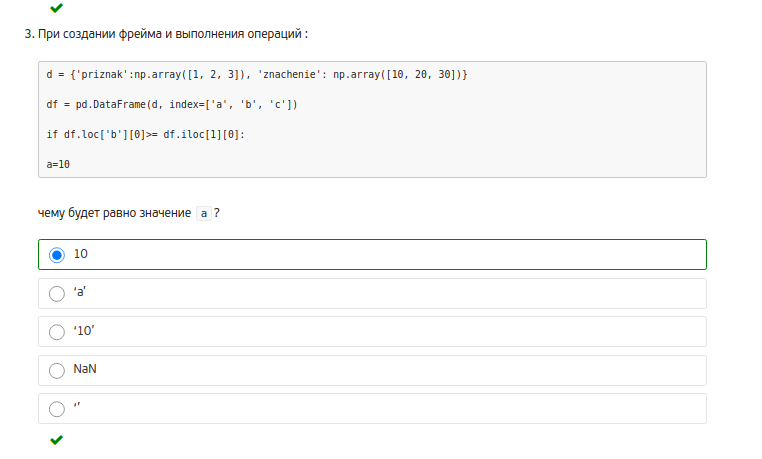 3. При создании фрейма и выполнения операций :
d = {'priznak':np.array([1, 2, 3]), 'znachenie': np.array([10, 20, 30])}
df = pd.DataFrame(d, index=['a', 'b', 'c'])
if df.loc['b'][0]>= df.iloc[1][0]:
a=10
чему будет равно значение a ?
10
‘a’
‘10’
NaN
‘’